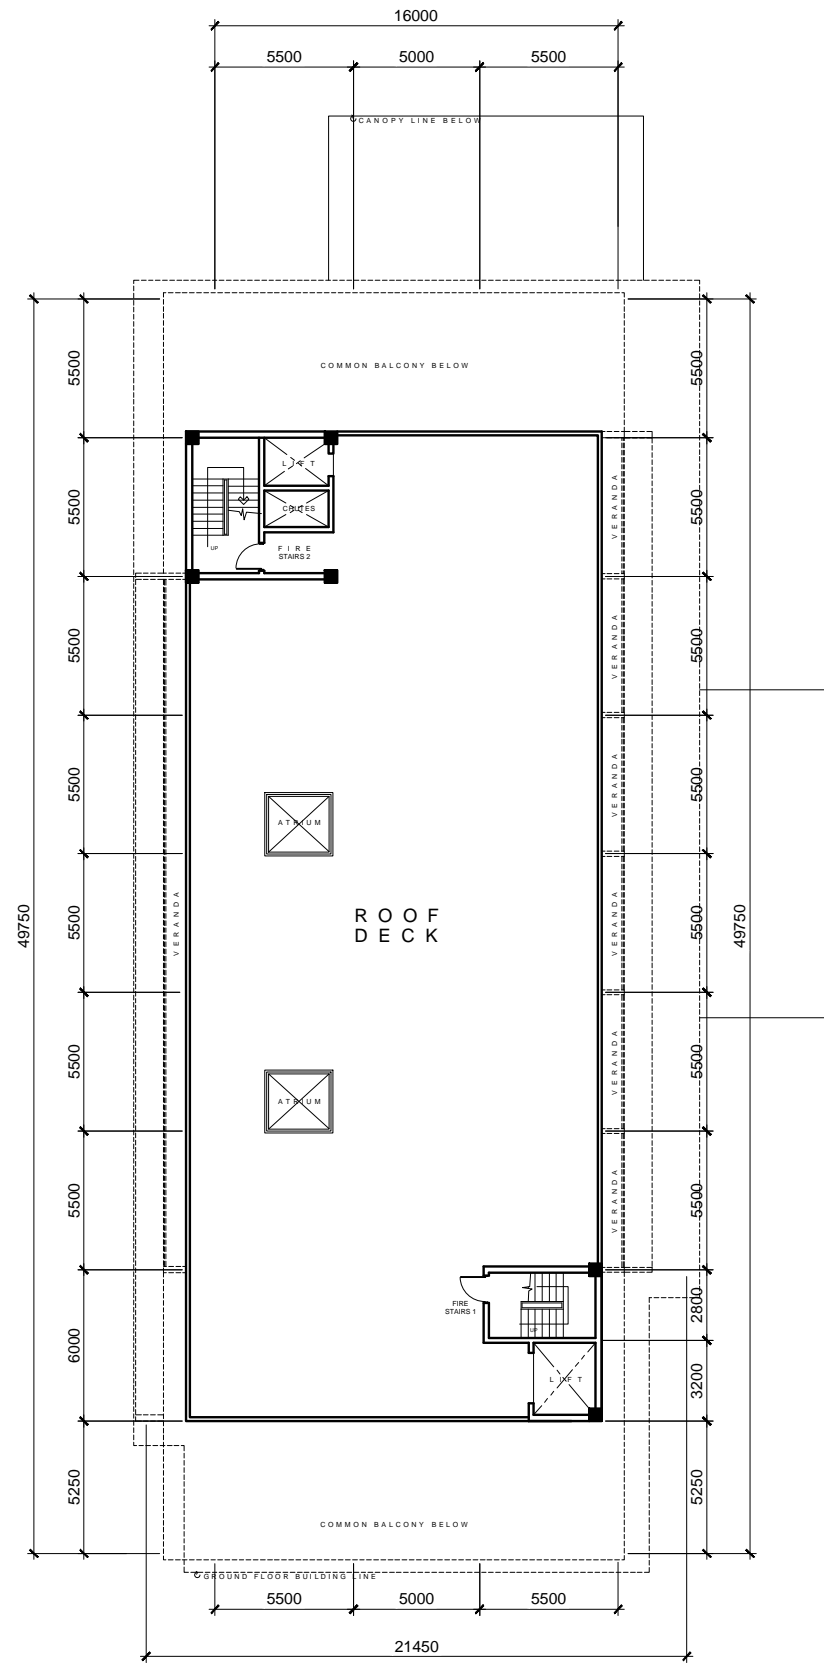 16000
5500 5000 5500
CANOPY LINE BELOW
5500 5500
COMMON BALCONY BELOW
LIFT
5500 5500
VERANDA
CHUTES
UP
FIRE
STAIRS 2
5500 5500
VERANDA
5500 5500
VERANDA
ATRIUM
49750
5500
VERANDA
ROOF
DECK
VERANDA
5500
49750
5500 5500
VERANDA
ATRIUM
5500 5500
VERANDA
2800
FIRE
STAIRS 1
UP
6000
3200
LIFT
5250 5250
COMMON BALCONY BELOW
GROUND FLOOR BUILDING LINE
5500 5000 5500
21450